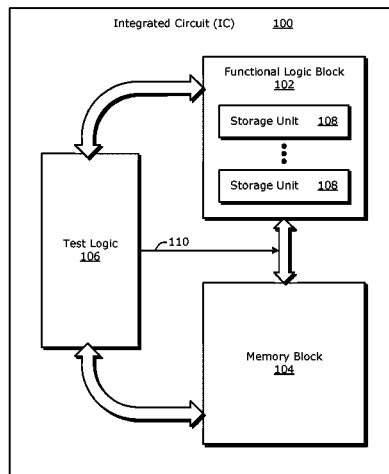 Integrated Circuit (IC) 100
Functional Logic Block
102
Storage Unit 108
Storage Unit 108
110
Test Logic
106
Memory Block
104